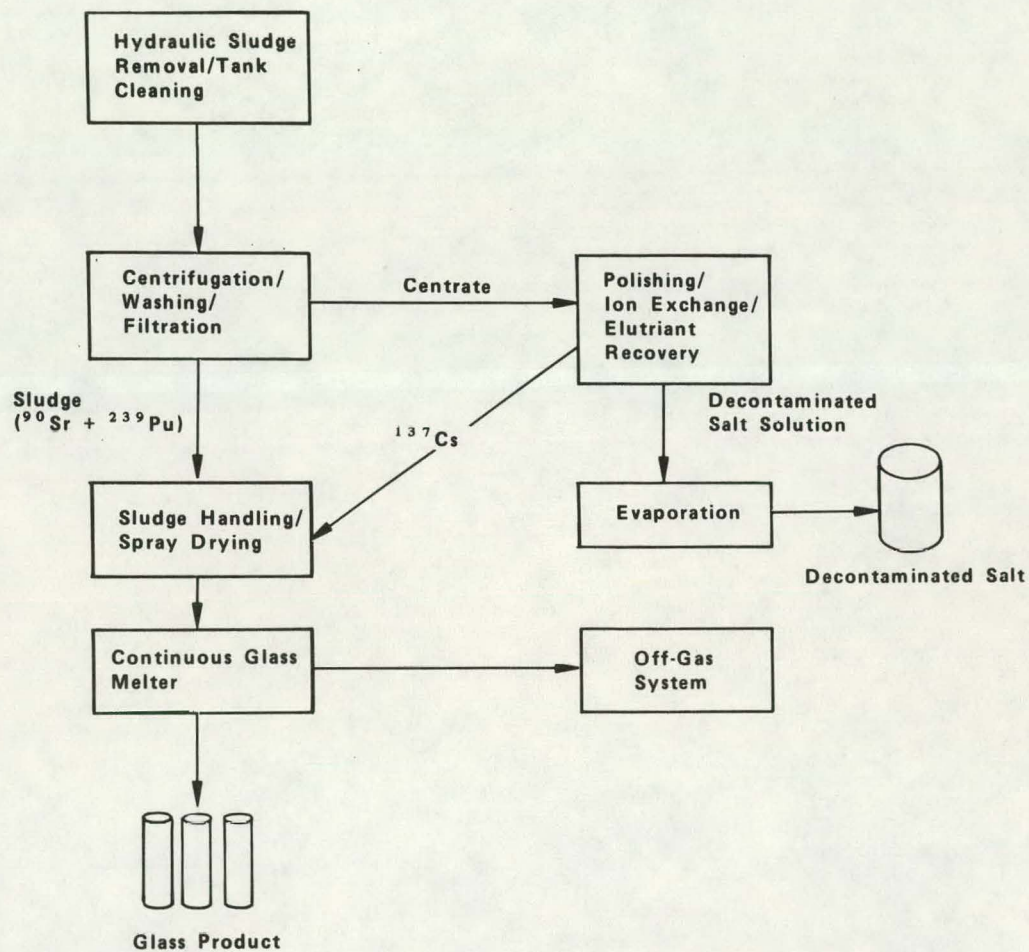 Hydraulic Sludge
Removal/Tank
Cleaning
Centrifugation/
Washing/
Filtration
Centrate
Polishing/
Ion Exchange/
Elutriant
Recovery
Sludge
(⁹⁰Sr + ²³⁹Pu)
¹³⁷Cs
Decontaminated
Salt Solution
Sludge Handling/
Spray Drying
Evaporation
Decontaminated Salt
Continuous Glass
Melter
Off-Gas
System
Glass Product